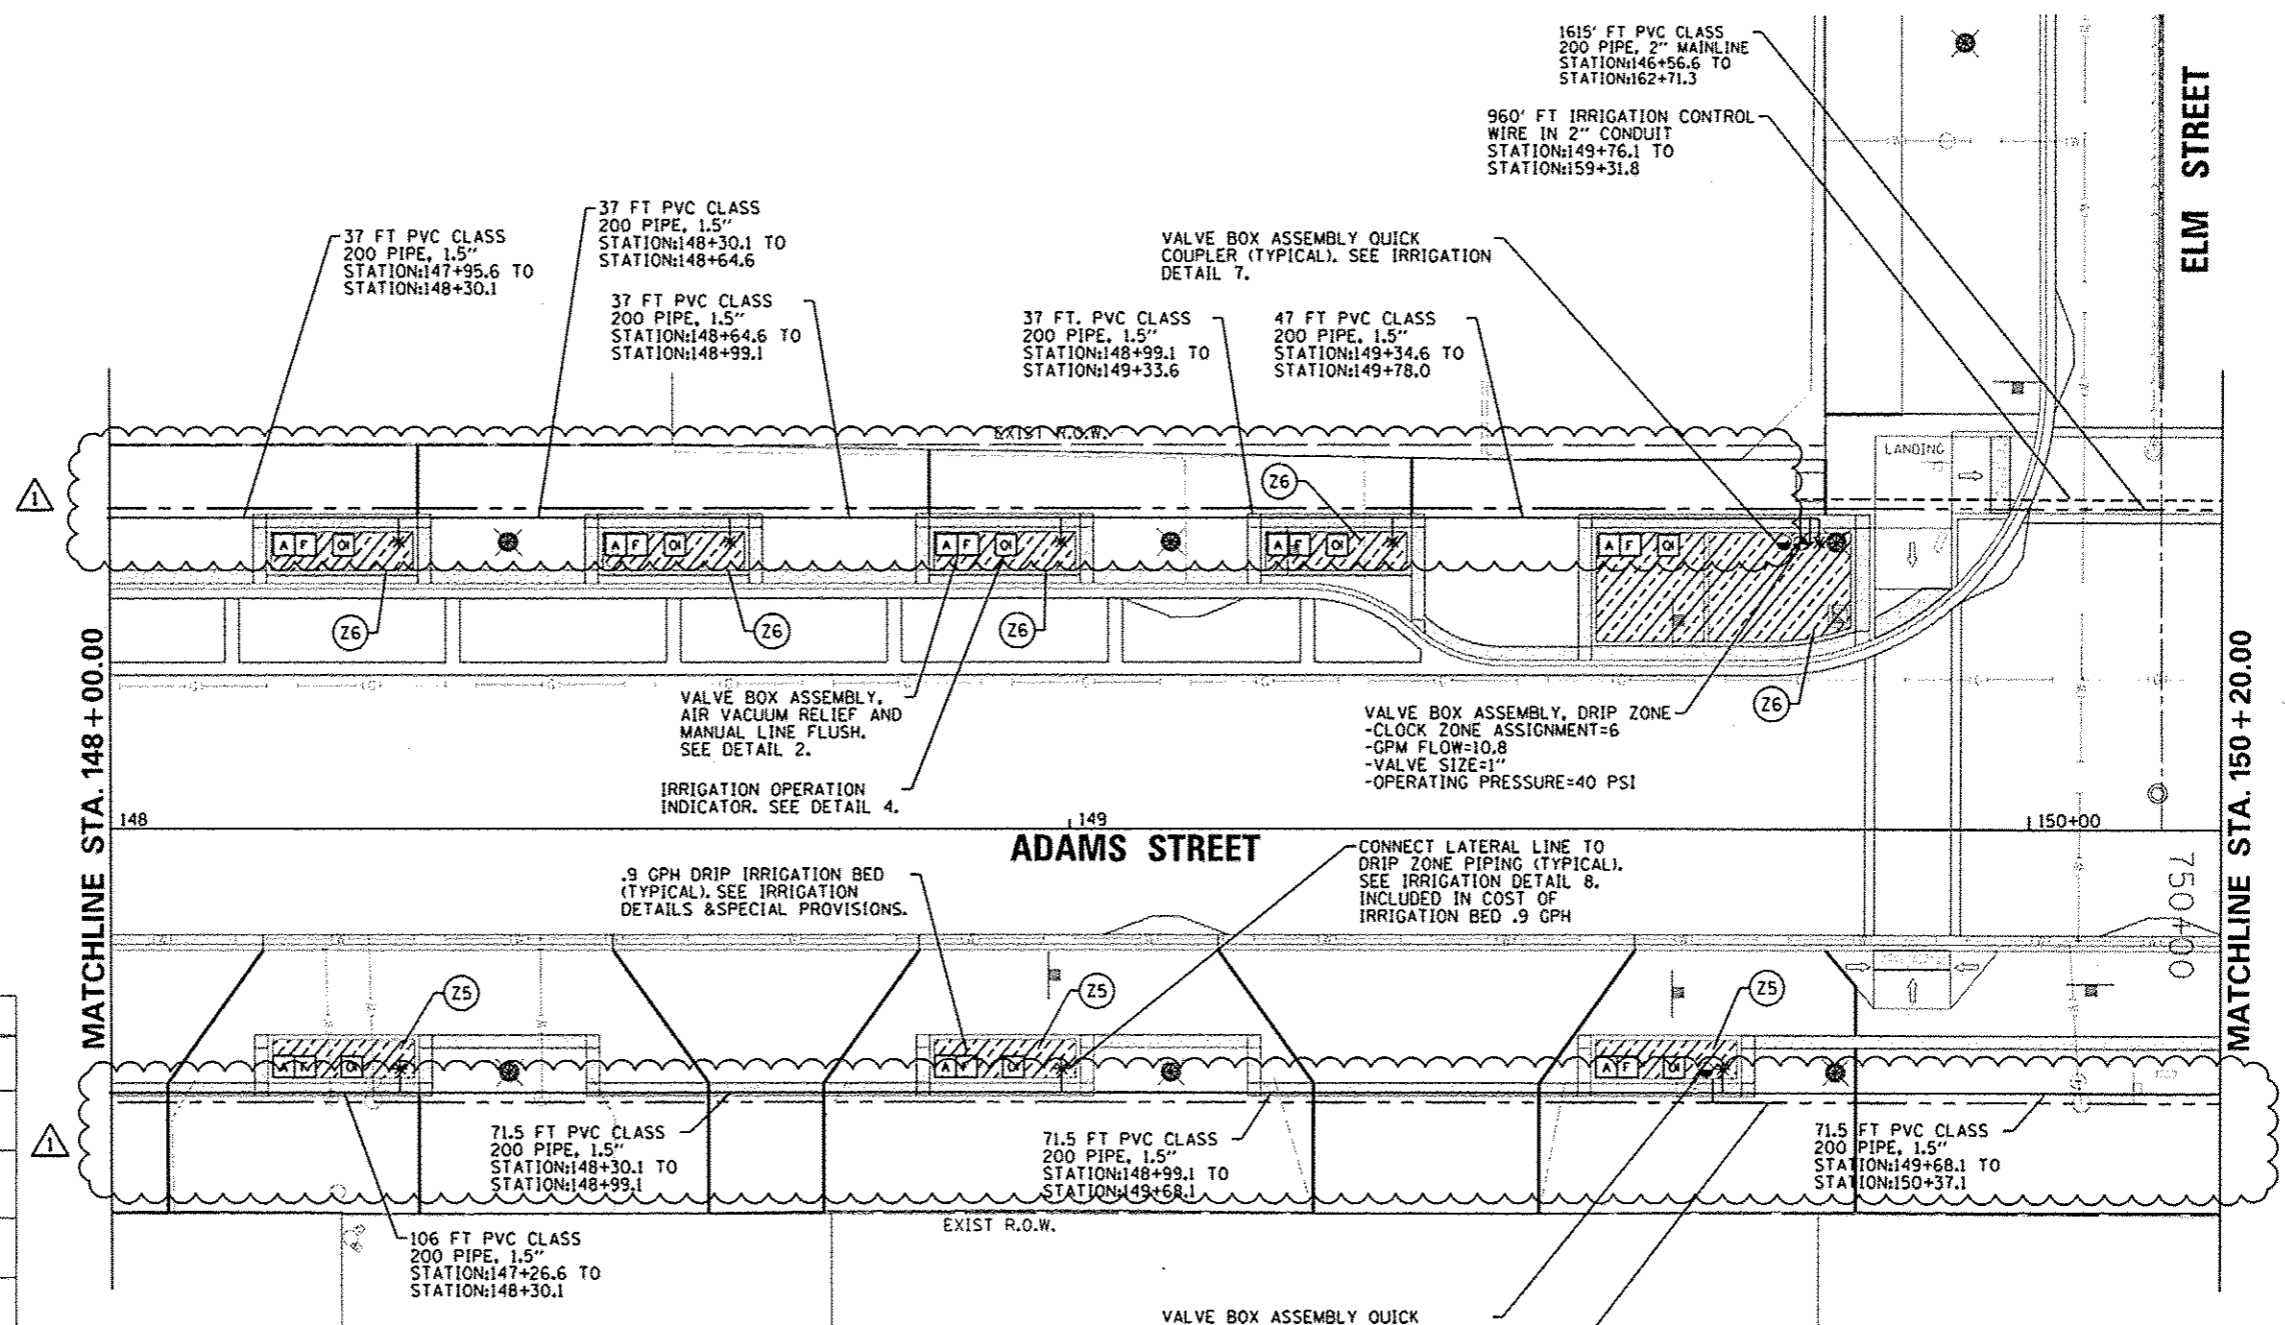 1615' FT PVC CLASS
200 PIPE, 2" MAINLINE
STATION:146+56.6 TO
STATION:162+71.3
960' FT IRRIGATION CONTROL
WIRE IN 2" CONDUIT
STATION:149+76.1 TO
STATION:159+31.8
ELM STREET
37 FT PVC CLASS
200 PIPE, 1.5"
STATION:147+95.6 TO
STATION:148+30.1
37 FT PVC CLASS
200 PIPE, 1.5"
STATION:148+30.1 TO
STATION:148+64.6
37 FT PVC CLASS
200 PIPE, 1.5"
STATION:148+64.6 TO
STATION:148+99.1
VALVE BOX ASSEMBLY QUICK
COUPLER (TYPICAL). SEE IRRIGATION
DETAIL 7.
37 FT. PVC CLASS
200 PIPE, 1.5"
STATION:148+99.1 TO
STATION:149+33.6
47 FT PVC CLASS
200 PIPE, 1.5"
STATION:149+34.6 TO
STATION:149+78.0
EXIST R.O.W.
LANDING
1
Z6
A F OI
A F OI
A F OI
A F OI
A F OI
Z6
Z6
Z6
Z6
VALVE BOX ASSEMBLY,
AIR VACUUM RELIEF AND
MANUAL LINE FLUSH.
SEE DETAIL 2.
IRRIGATION OPERATION
INDICATOR. SEE DETAIL 4.
VALVE BOX ASSEMBLY, DRIP ZONE
-CLOCK ZONE ASSIGNMENT=6
-GPM FLOW=10.8
-VALVE SIZE=1"
-OPERATING PRESSURE=40 PSI
MATCHLINE STA. 148+00.00
MATCHLINE STA. 150+20.00
148
149
150+00
ADAMS STREET
750+00
.9 GPH DRIP IRRIGATION BED
(TYPICAL). SEE IRRIGATION
DETAILS &SPECIAL PROVISIONS.
CONNECT LATERAL LINE TO
DRIP ZONE PIPING (TYPICAL).
SEE IRRIGATION DETAIL 8.
INCLUDED IN COST OF
IRRIGATION BED .9 GPH
Z5
Z5
Z5
A F OI
A F OI
A F OI
1
71.5 FT PVC CLASS
200 PIPE, 1.5"
STATION:148+30.1 TO
STATION:148+99.1
71.5 FT PVC CLASS
200 PIPE, 1.5"
STATION:148+99.1 TO
STATION:149+68.1
71.5 FT PVC CLASS
200 PIPE, 1.5"
STATION:149+68.1 TO
STATION:150+37.1
EXIST R.O.W.
106 FT PVC CLASS
200 PIPE, 1.5"
STATION:147+26.6 TO
STATION:148+30.1
VALVE BOX ASSEMBLY QUICK